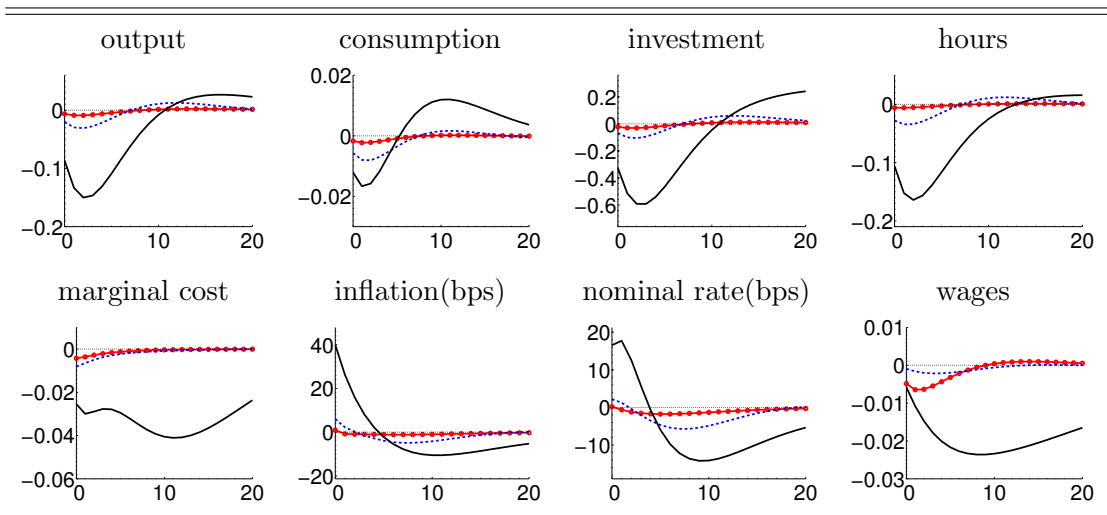 output consumption investment hours
0 −0.1 −0.2 0 10 20
0.02 0 −0.02 0 10 20
0.2 0 −0.2 −0.4 −0.6 0 10 20
0 −0.1 −0.2 0 10 20
marginal cost inflation(bps) nominal rate(bps) wages
0 −0.02 −0.04 −0.06 0 10 20
40 20 0 −20 0 10 20
20 10 0 −10 0 10 20
0.01 0 −0.01 −0.02 −0.03 0 10 20